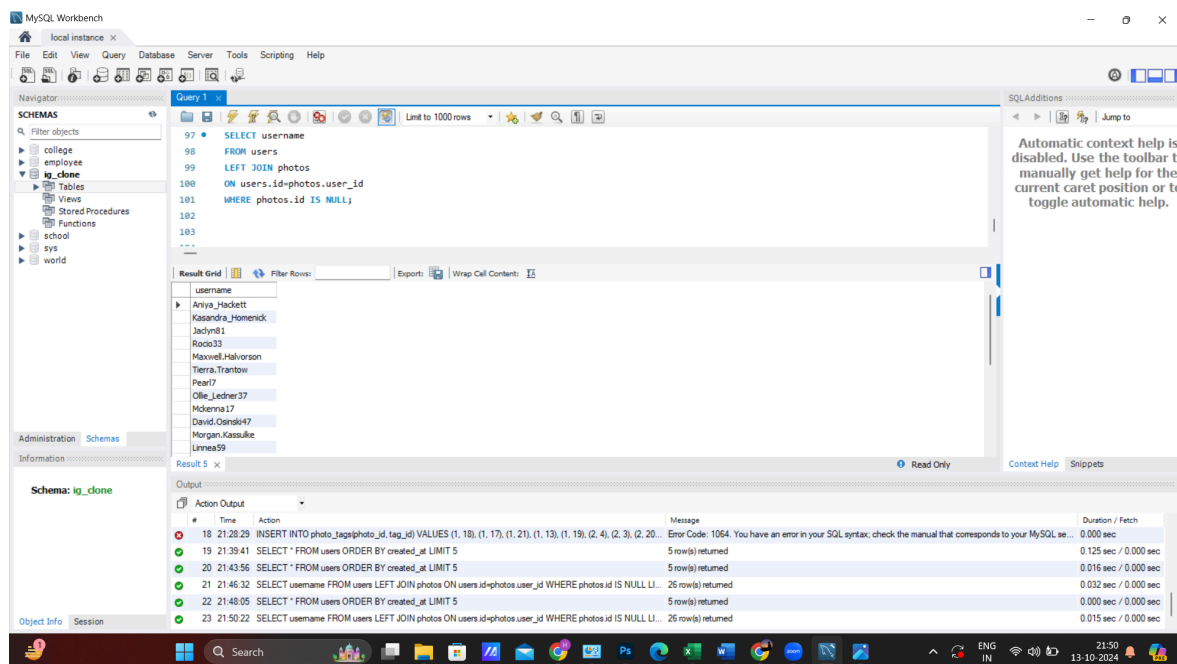 MySQL Workbench
local instance
File Edit View Query Database Server Tools Scripting Help
Navigator
SCHEMAS
Filter objects
college
employee
ig_clone
Tables
Views
Stored Procedures
Functions
school
sys
world
Administration Schemas
Information
Schema: ig_clone
Object Info Session
Query 1
Limit to 1000 rows
97 SELECT username
98 FROM users
99 LEFT JOIN photos
100 ON users.id=photos.user_id
101 WHERE photos.id IS NULL;
102
103
Result Grid Filter Rows: Export: Wrap Cell Content:
username
Aniya_Hackett
Kasandra_Homenick
Jaclyn81
Rocio33
Maxwell.Halvorson
Tierra.Trantow
Pearl7
Ollie_Ledner37
Mckenna17
David.Osinski47
Morgan.Kassulke
Linnea59
Result 5 Read Only
SQLAdditions
Jump to
Automatic context help is
disabled. Use the toolbar t
manually get help for the
current caret position or t
toggle automatic help.
Context Help Snippets
Output
Action Output
# Time Action Message Duration / Fetch
18 21:28:29 INSERT INTO photo_tags(photo_id, tag_id) VALUES (1, 18), (1, 17), (1, 21), (1, 13), (1, 19), (2, 4), (2, 3), (2, 20... Error Code: 1064. You have an error in your SQL syntax; check the manual that corresponds to your MySQL se... 0.000 sec
19 21:39:41 SELECT * FROM users ORDER BY created_at LIMIT 5 5 row(s) returned 0.125 sec / 0.000 sec
20 21:43:56 SELECT * FROM users ORDER BY created_at LIMIT 5 5 row(s) returned 0.016 sec / 0.000 sec
21 21:46:32 SELECT username FROM users LEFT JOIN photos ON users.id=photos.user_id WHERE photos.id IS NULL LI... 26 row(s) returned 0.032 sec / 0.000 sec
22 21:48:05 SELECT * FROM users ORDER BY created_at LIMIT 5 5 row(s) returned 0.000 sec / 0.000 sec
23 21:50:22 SELECT username FROM users LEFT JOIN photos ON users.id=photos.user_id WHERE photos.id IS NULL LI... 26 row(s) returned 0.015 sec / 0.000 sec
Search
ENG
IN
21:50
13-10-2024